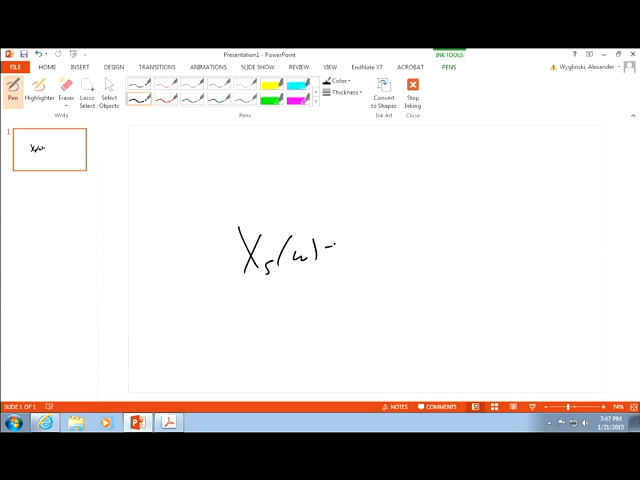 Presentation1 - PowerPoint
INK TOOLS
FILE HOME INSERT DESIGN TRANSITIONS ANIMATIONS SLIDE SHOW REVIEW VIEW EndNote X7 ACROBAT PENS
Wyglinski, Alexander
Pen Highlighter Eraser Lasso Select Select Objects
Color
Thickness
Convert to Shapes
Stop Inking
Write Pens Ink Art Close
1
Xs(ω)
Xs(ω) -
SLIDE 1 OF 1
NOTES COMMENTS 74%
7:47 PM
1/21/2015